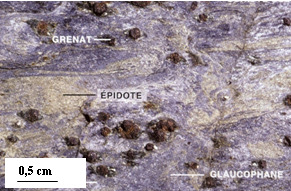 GRENAT
ÉPIDOTE
GLAUCOPHANE
0,5 cm